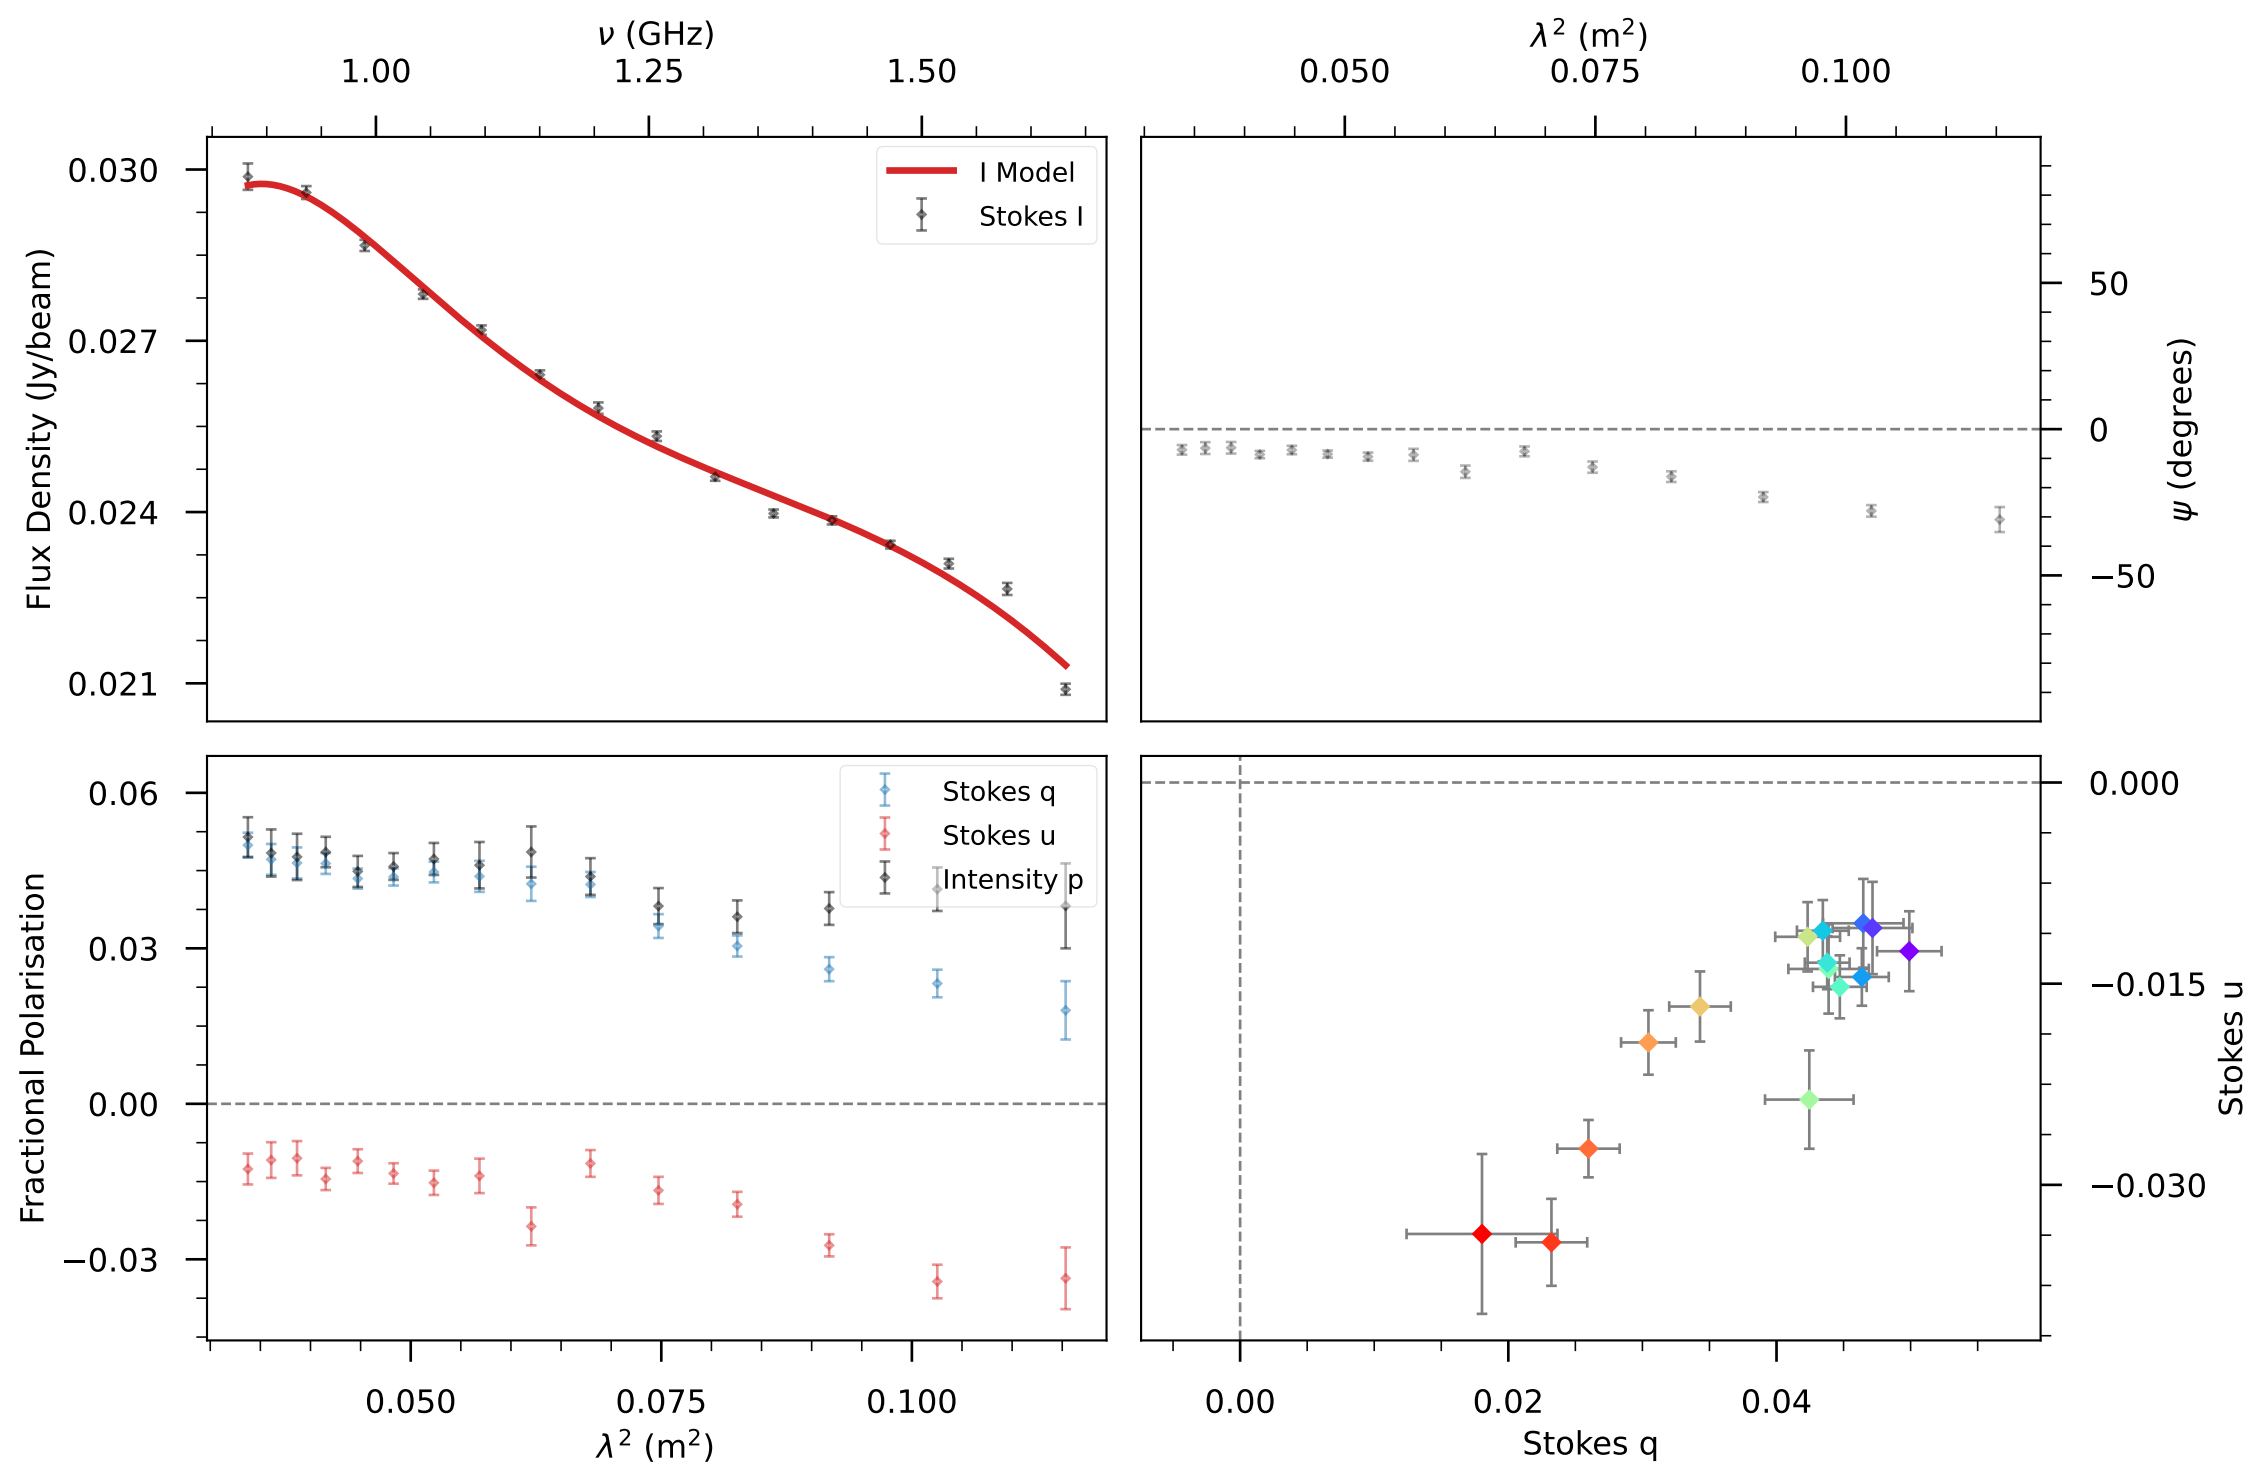 ν (GHz)
1.00 1.25 1.50
λ² (m²)
0.050 0.075 0.100
Flux Density (Jy/beam)
0.030
0.027
0.024
0.021
I Model
Stokes I
50
0
−50
ψ (degrees)
Fractional Polarisation
0.06
0.03
0.00
−0.03
Stokes q
Stokes u
Intensity p
0.050 0.075 0.100
λ² (m²)
0.000
−0.015
−0.030
Stokes u
0.00 0.02 0.04
Stokes q